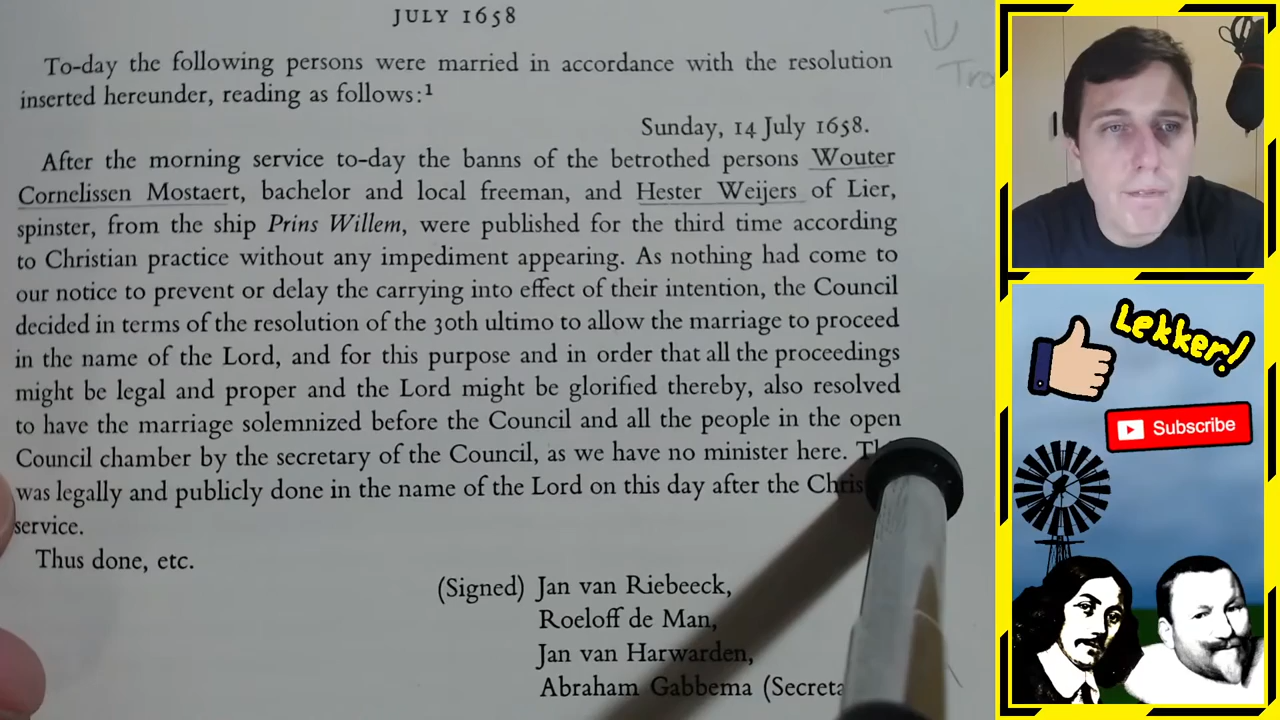 JULY 1658
To-day the following persons were married in accordance with the resolution
inserted hereunder, reading as follows:¹
Sunday, 14 July 1658.
After the morning service to-day the banns of the betrothed persons Wouter
Cornelissen Mostaert, bachelor and local freeman, and Hester Weijers of Lier,
spinster, from the ship Prins Willem, were published for the third time according
to Christian practice without any impediment appearing. As nothing had come to
our notice to prevent or delay the carrying into effect of their intention, the Council
decided in terms of the resolution of the 30th ultimo to allow the marriage to proceed
in the name of the Lord, and for this purpose and in order that all the proceedings
might be legal and proper and the Lord might be glorified thereby, also resolved
to have the marriage solemnized before the Council and all the people in the open
Council chamber by the secretary of the Council, as we have no minister here.
was legally and publicly done in the name of the Lord on this day after the
service.
Thus done, etc.
(Signed) Jan van Riebeeck,
Roeloff de Man,
Jan van Harwarden,
Abraham Gabbema
Lekker!
Subscribe